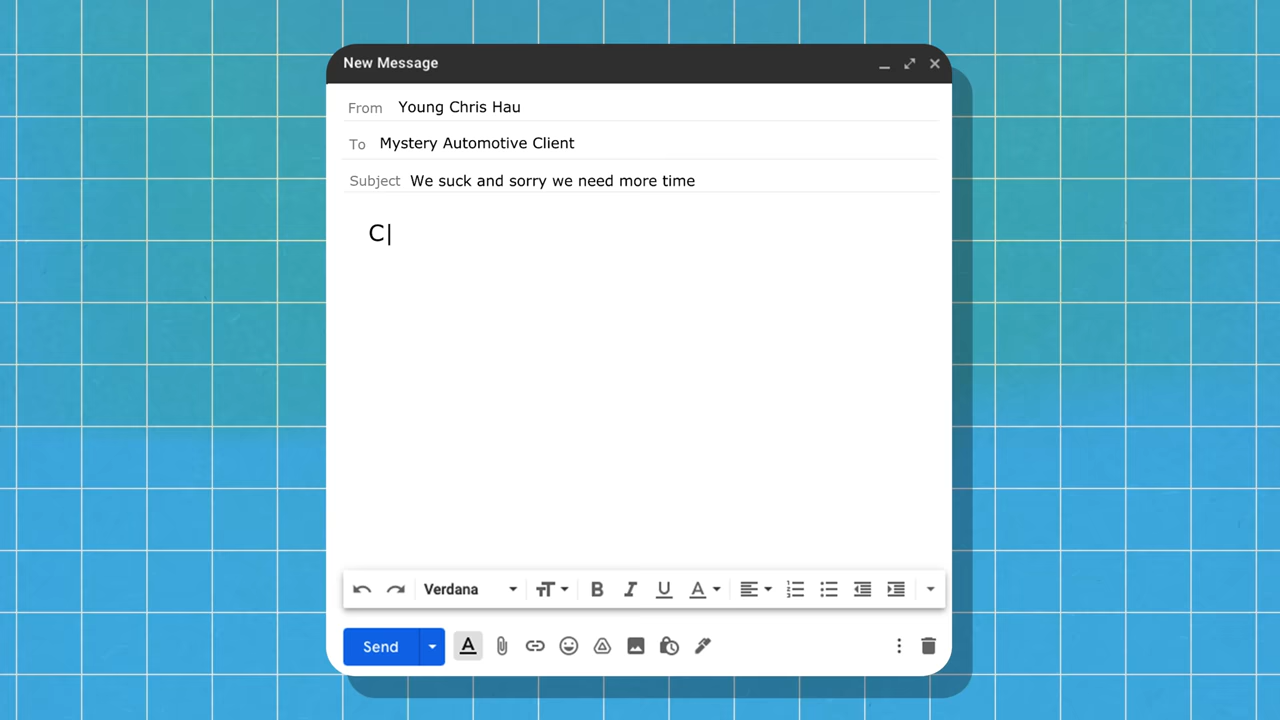 New Message
From Young Chris Hau
To Mystery Automotive Client
Subject We suck and sorry we need more time
C
Verdana
Send